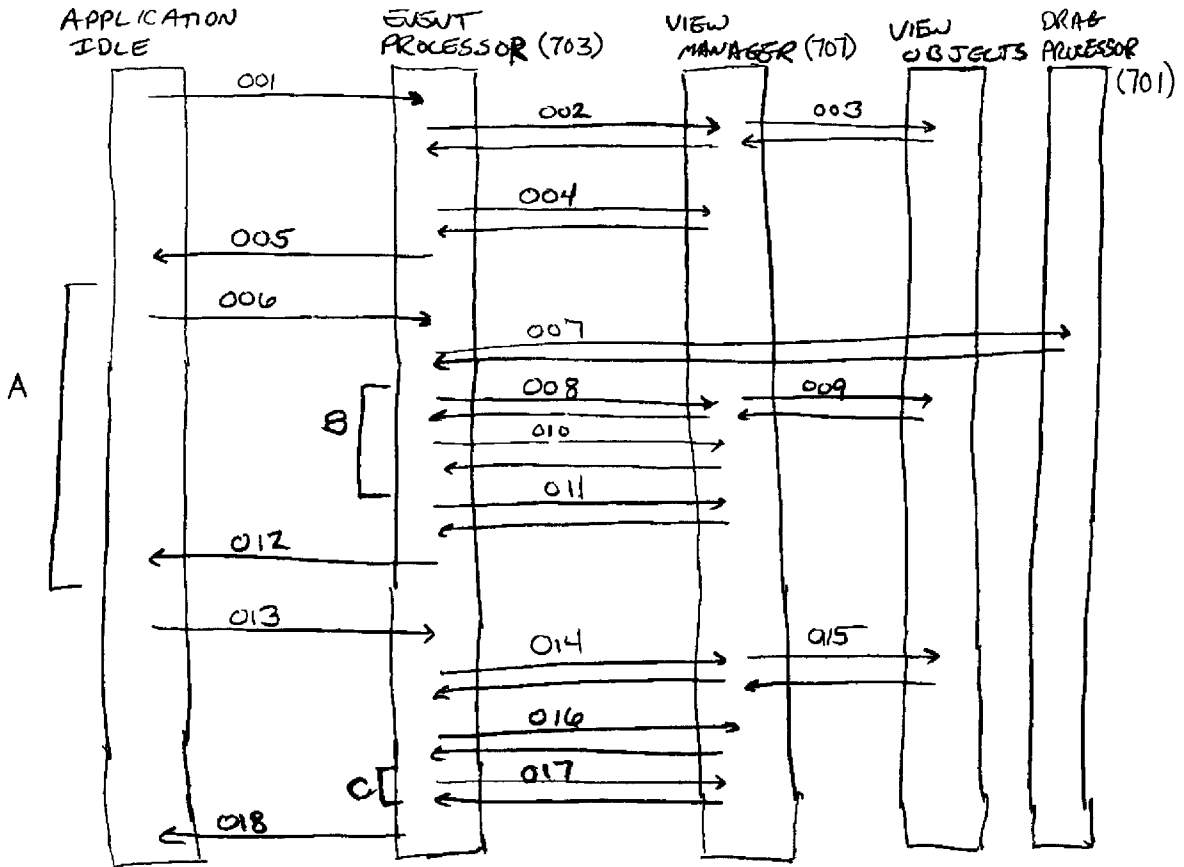 APPLICATION
IDLE
EVENT
PROCESSOR (703)
VIEW
MANAGER (707)
VIEW
OBJECTS
DRAG
PROCESSOR
(701)
001
002
003
004
005
006
007
A
008
009
B
010
011
012
013
014
015
016
017
C
018